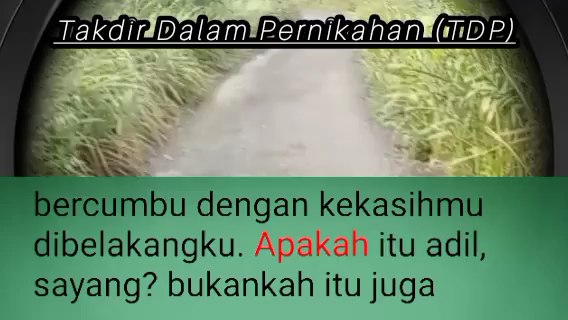 Takdir Dalam Pernikahan (TDP)
bercumbu dengan kekasihmu
dibelakangku. Apakah itu adil,
sayang? bukankah itu juga